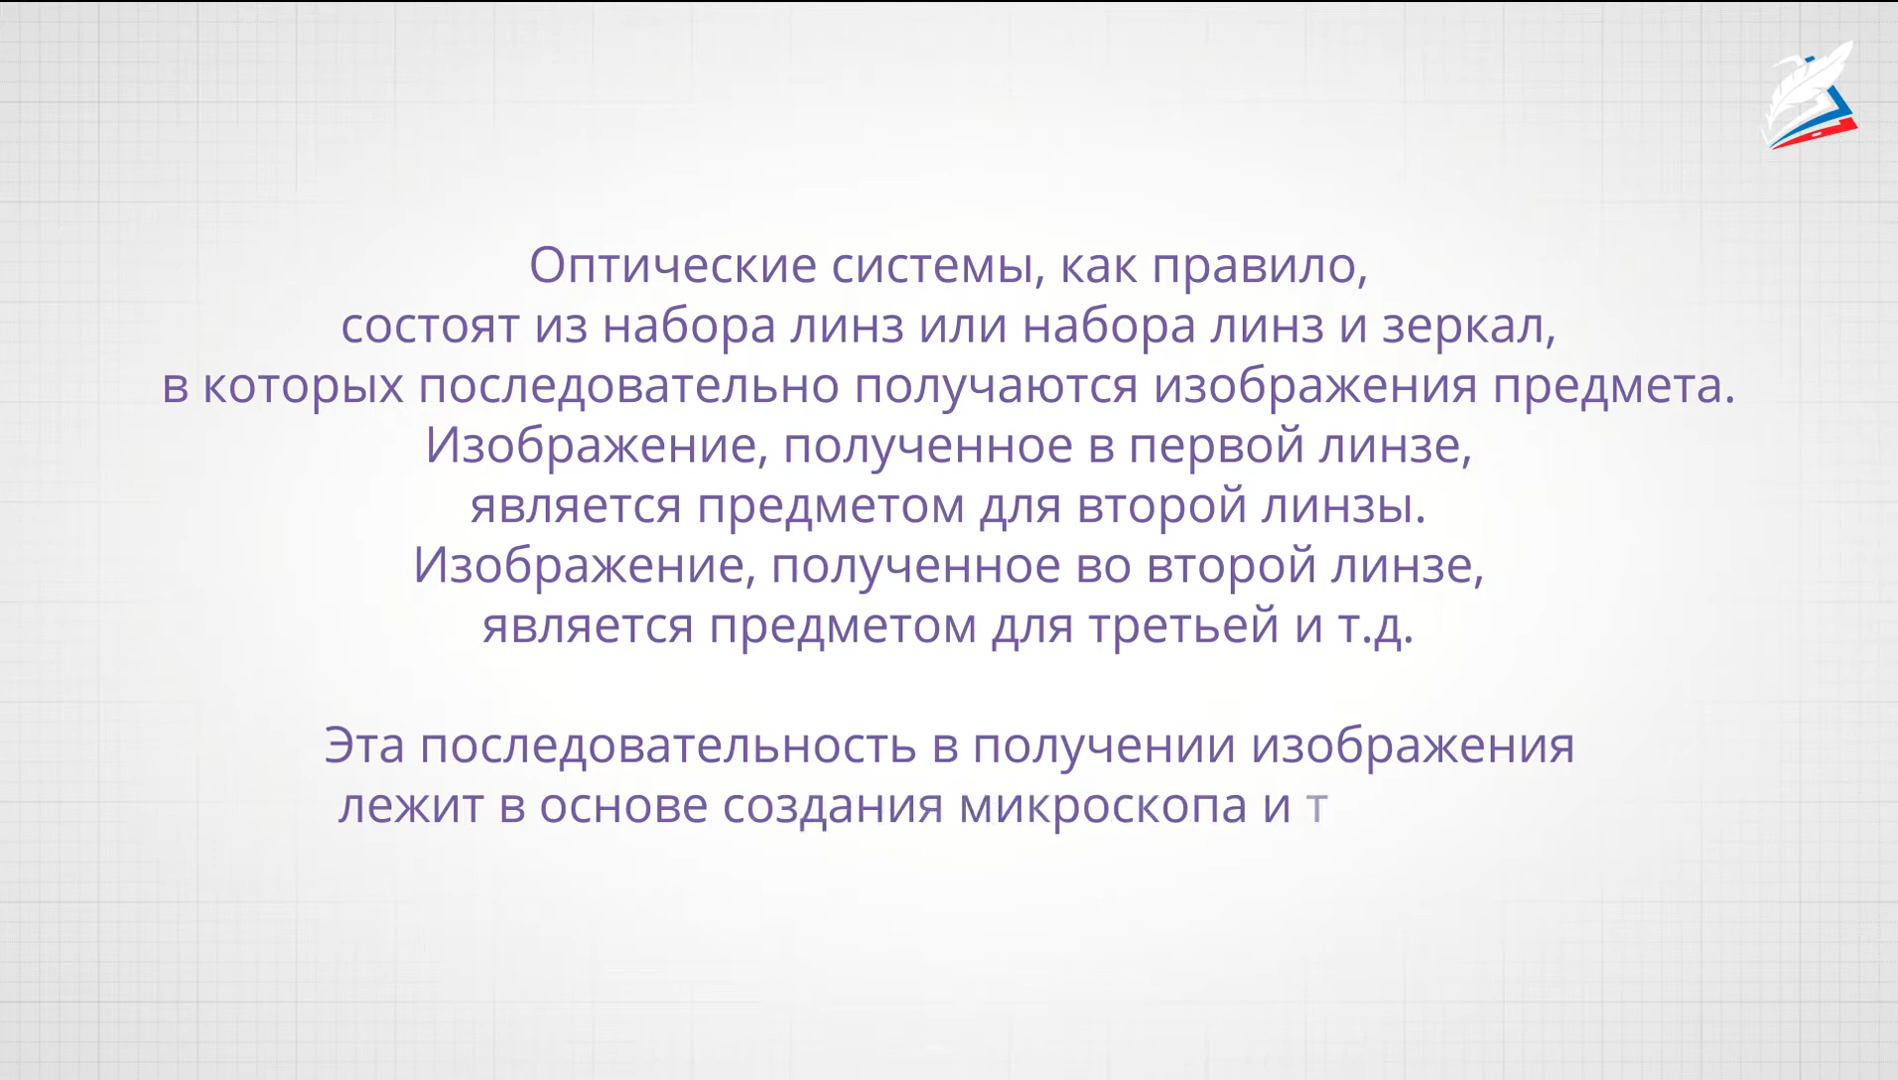 Оптические системы, как правило,
состоят из набора линз или набора линз и зеркал,
в которых последовательно получаются изображения предмета.
Изображение, полученное в первой линзе,
является предметом для второй линзы.
Изображение, полученное во второй линзе,
является предметом для третьей и т.д.
Эта последовательность в получении изображения
лежит в основе создания микроскопа и т